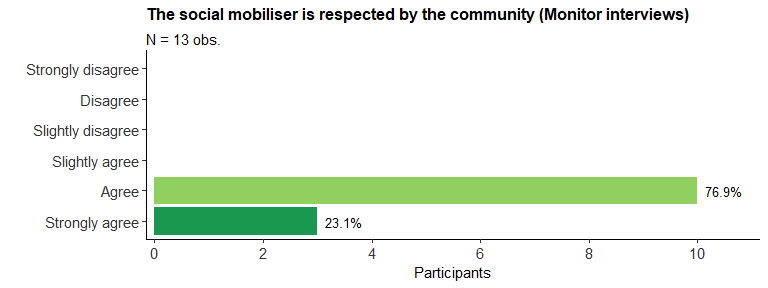 The social mobiliser is respected by the community (Monitor interviews)
N = 13 obs.
Strongly disagree
Disagree
Slightly disagree
Slightly agree
Agree
76.9%
Strongly agree
23.1%
0 2 4 6 8 10
Participants